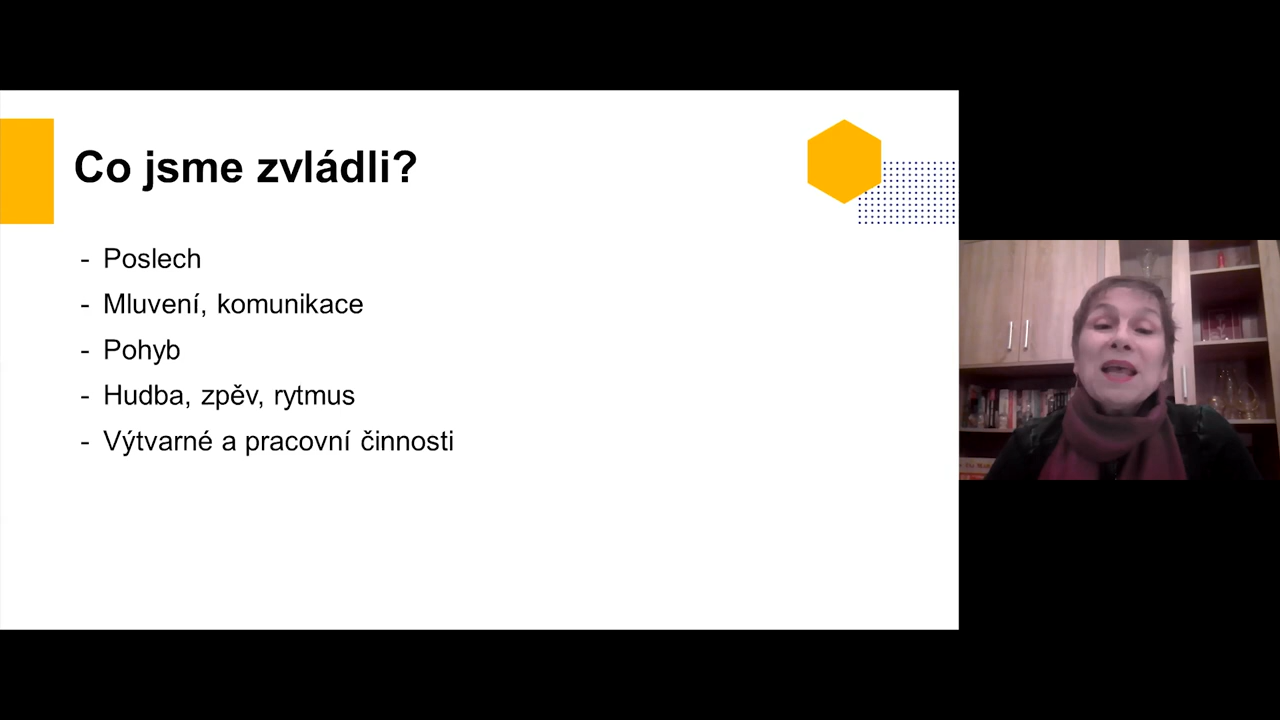 Co jsme zvládli?
- Poslech
- Mluvení, komunikace
- Pohyb
- Hudba, zpěv, rytmus
- Výtvarné a pracovní činnosti